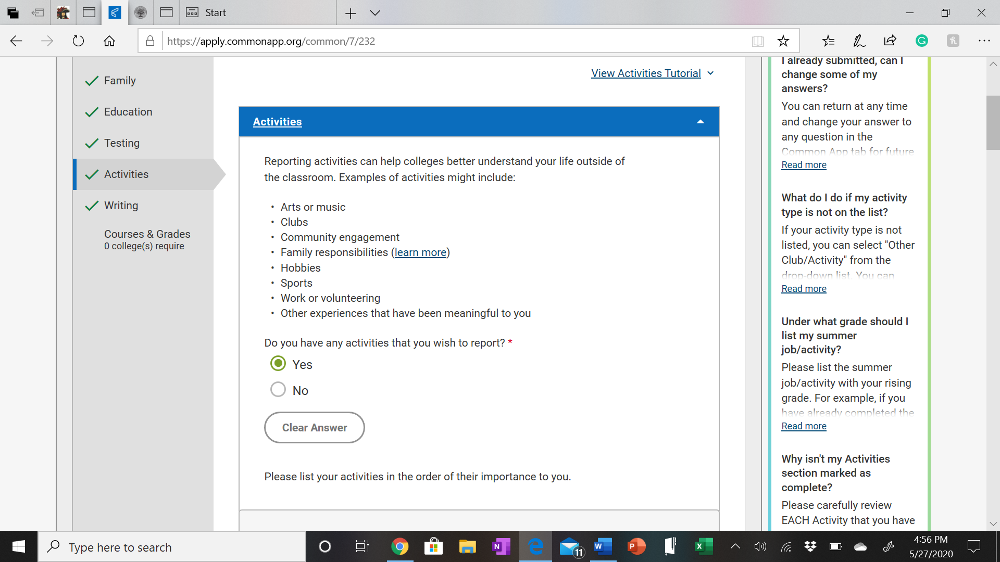 Start
https://apply.commonapp.org/common/7/232
Family
Education
Testing
Activities
Writing
Courses & Grades
0 college(s) require
View Activities Tutorial
Activities
Reporting activities can help colleges better understand your life outside of
the classroom. Examples of activities might include:
• Arts or music
• Clubs
• Community engagement
• Family responsibilities (learn more)
• Hobbies
• Sports
• Work or volunteering
• Other experiences that have been meaningful to you
Do you have any activities that you wish to report? *
Yes
No
Clear Answer
Please list your activities in the order of their importance to you.
I already submitted, can I
change some of my
answers?
You can return at any time
and change your answer to
any question in the
Common App tab for future
Read more
What do I do if my activity
type is not on the list?
If your activity type is not
listed, you can select "Other
Club/Activity" from the
drop-down list. You can
Read more
Under what grade should I
list my summer
job/activity?
Please list the summer
job/activity with your rising
grade. For example, if you
have already completed the
Read more
Why isn't my Activities
section marked as
complete?
Please carefully review
EACH Activity that you have
Type here to search
N
11
W
P
X
4:56 PM
5/27/2020